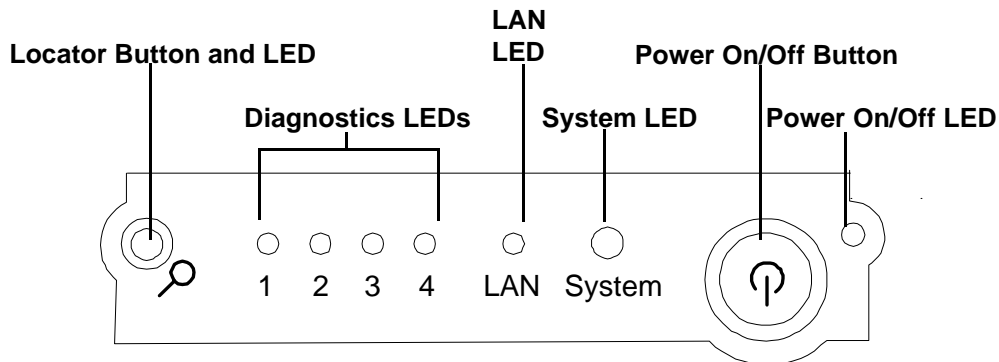 LAN
LED
Locator Button and LED
Power On/Off Button
Diagnostics LEDs
System LED
Power On/Off LED
1 2 3 4 LAN System